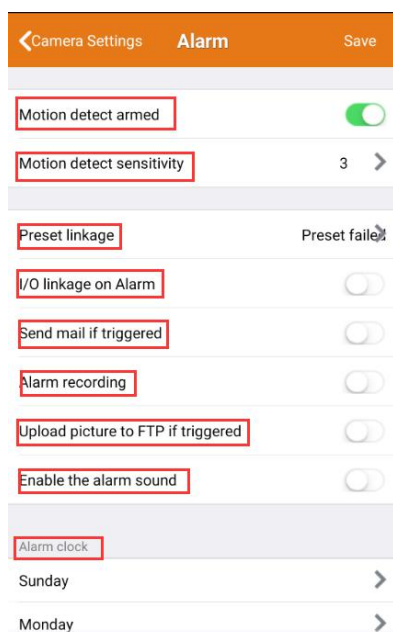 Camera Settings Alarm Save
Motion detect armed
Motion detect sensitivity 3
Preset linkage Preset failed
I/O linkage on Alarm
Send mail if triggered
Alarm recording
Upload picture to FTP if triggered
Enable the alarm sound
Alarm clock
Sunday
Monday